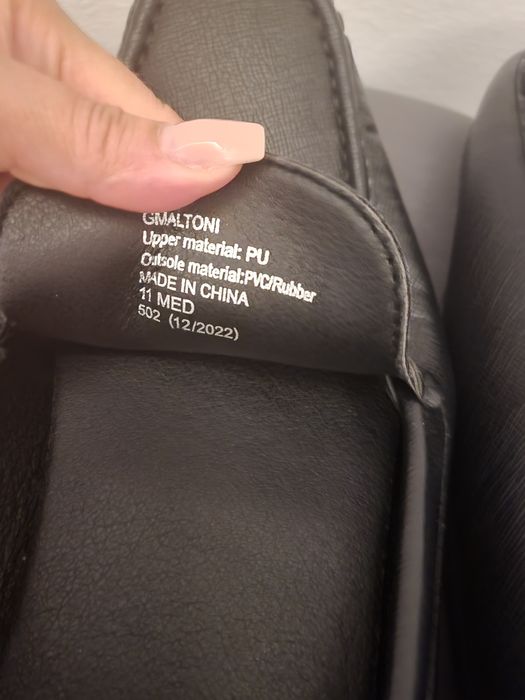 GMALTONI
Upper material: PU
Outsole material:PVC/Rubber
MADE IN CHINA
11 MED
502 (12/2022)